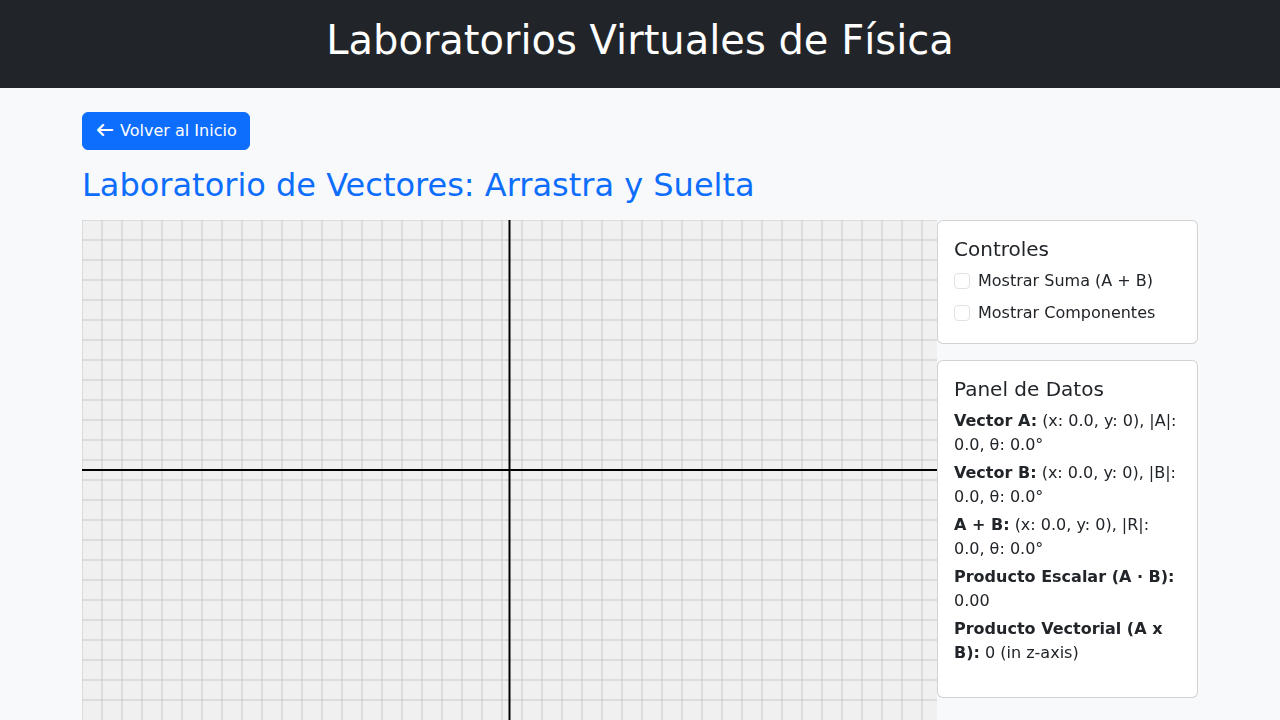 Laboratorios Virtuales de Física
Volver al Inicio
Laboratorio de Vectores: Arrastra y Suelta
Controles
Mostrar Suma (A + B)
Mostrar Componentes
Panel de Datos
Vector A: (x: 0.0, y: 0), |A|:
0.0, θ: 0.0°
Vector B: (x: 0.0, y: 0), |B|:
0.0, θ: 0.0°
A + B: (x: 0.0, y: 0), |R|:
0.0, θ: 0.0°
Producto Escalar (A · B):
0.00
Producto Vectorial (A x
B): 0 (in z-axis)